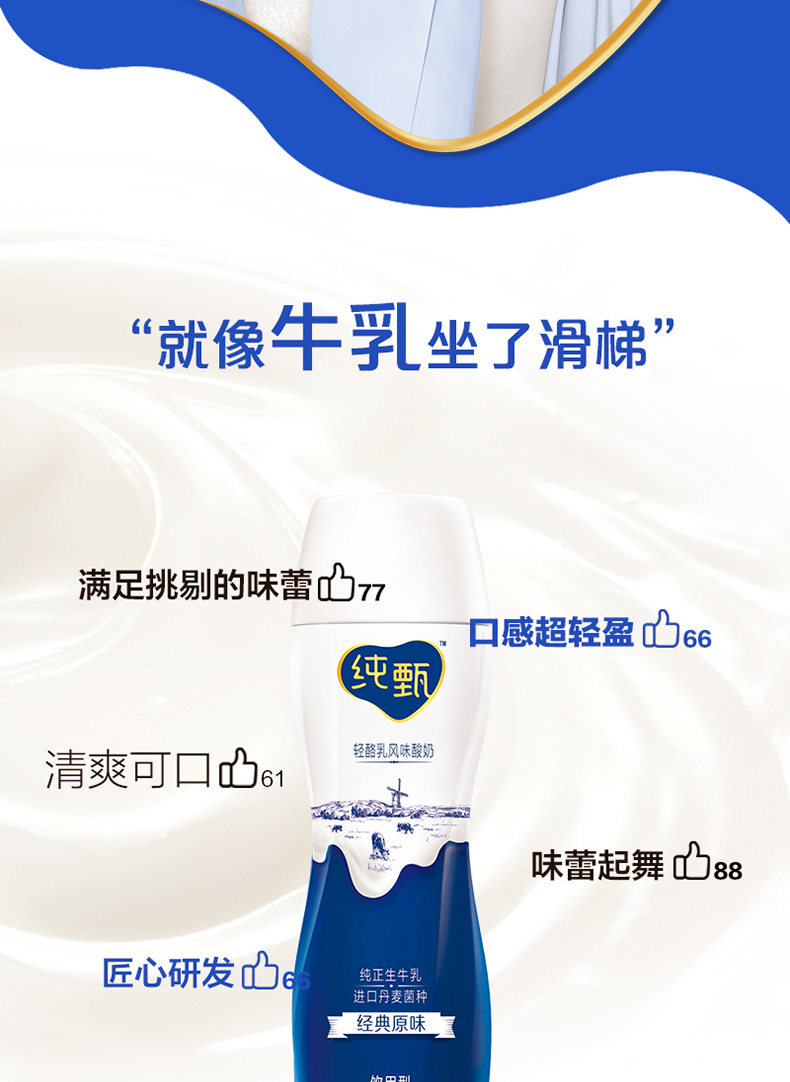 “就像牛乳坐了滑梯”
满足挑剔的味蕾 77
口感超轻盈 66
纯甄 TM
轻酪乳风味酸奶
清爽可口 61
味蕾起舞 88
匠心研发 66
纯正生牛乳
进口丹麦菌种
经典原味